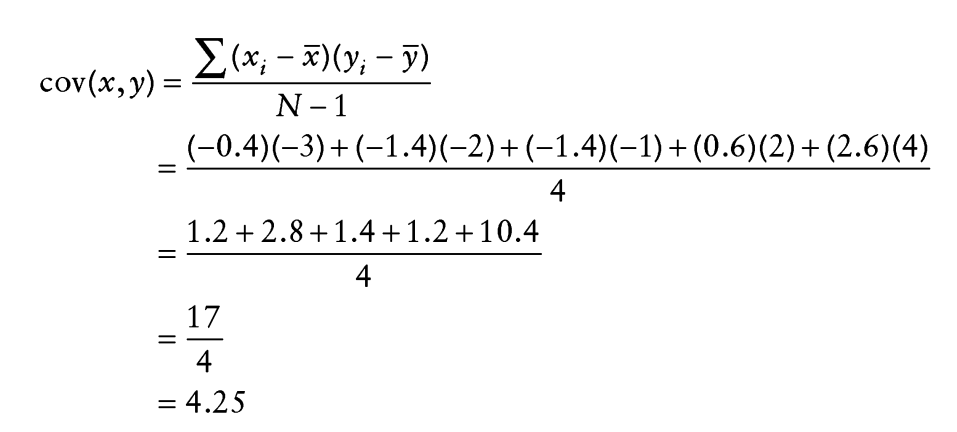 cov(x, y) = ∑(xᵢ − x̄)(yᵢ − ȳ) / N − 1
= (−0.4)(−3) + (−1.4)(−2) + (−1.4)(−1) + (0.6)(2) + (2.6)(4) / 4
= 1.2 + 2.8 + 1.4 + 1.2 + 10.4 / 4
= 17 / 4
= 4.25